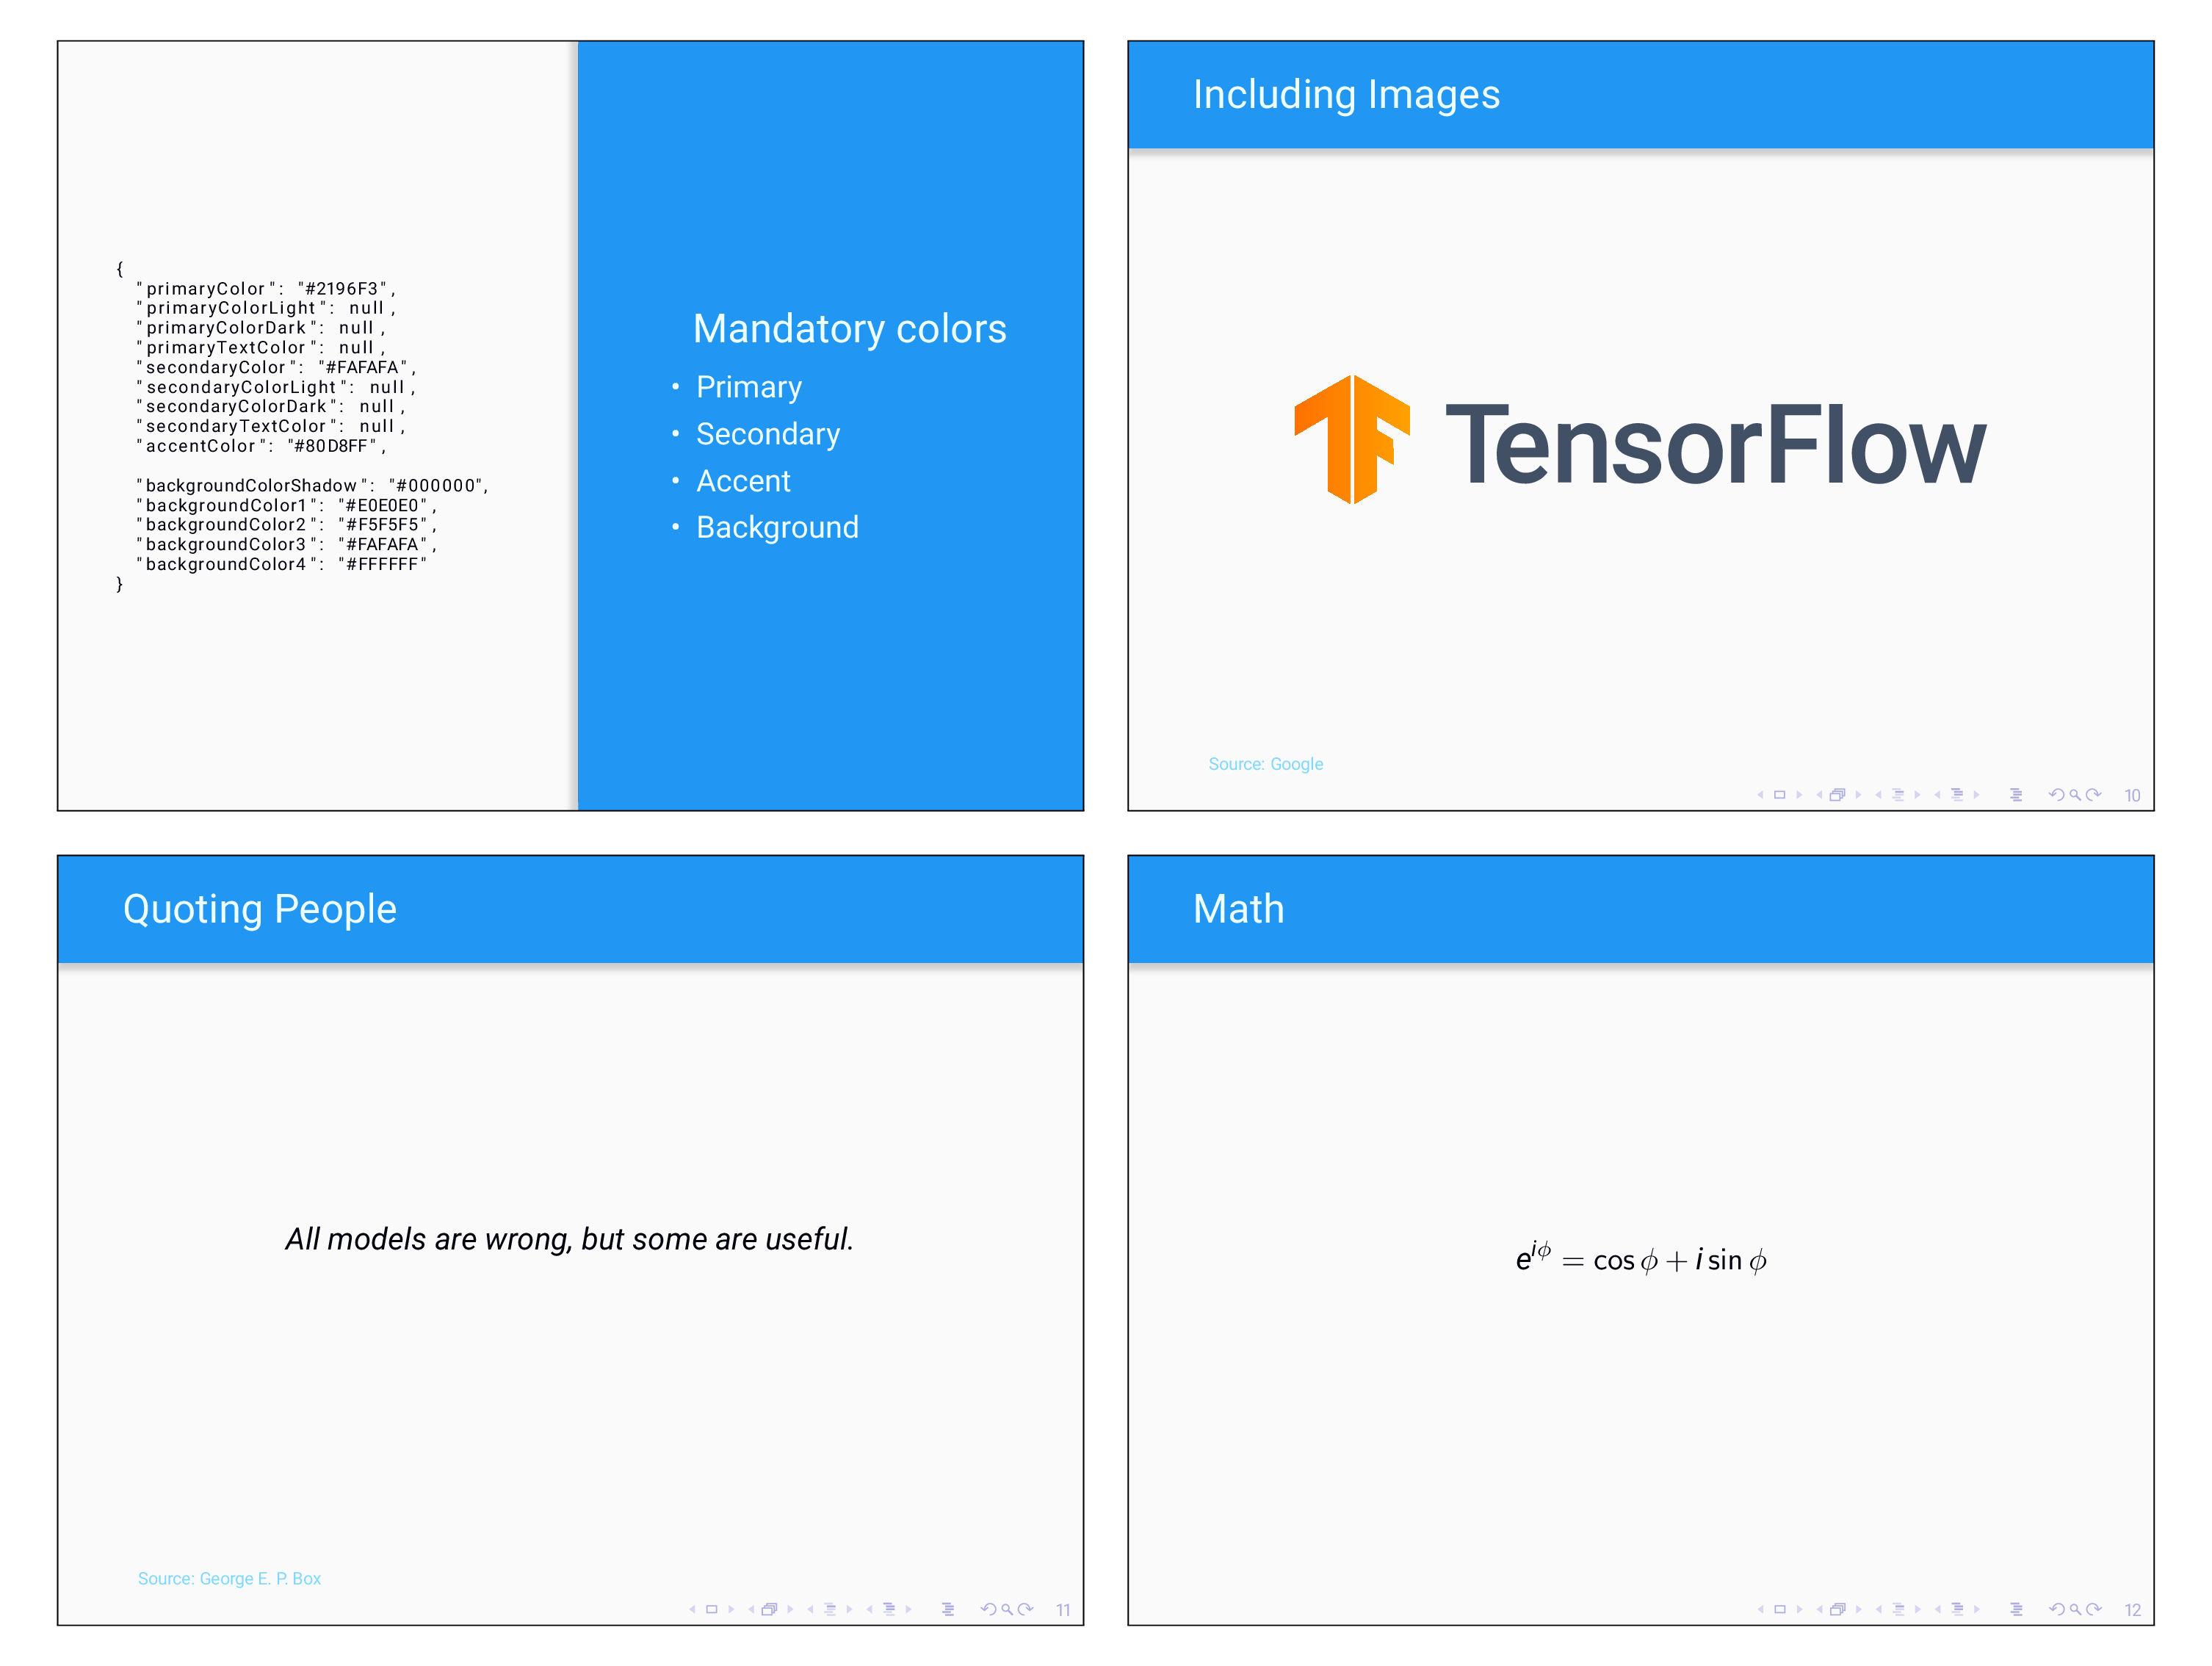 {
"primaryColor": "#2196F3",
"primaryColorLight": null,
"primaryColorDark": null,
"primaryTextColor": null,
"secondaryColor": "#FAFAFA",
"secondaryColorLight": null,
"secondaryColorDark": null,
"secondaryTextColor": null,
"accentColor": "#80D8FF",
"backgroundColorShadow": "#000000",
"backgroundColor1": "#E0E0E0",
"backgroundColor2": "#F5F5F5",
"backgroundColor3": "#FAFAFA",
"backgroundColor4": "#FFFFFF"
}
Mandatory colors
• Primary
• Secondary
• Accent
• Background
Including Images
TensorFlow
Source: Google
10
Quoting People
All models are wrong, but some are useful.
Source: George E. P. Box
11
Math
e^{iϕ} = cos ϕ + i sin ϕ
12